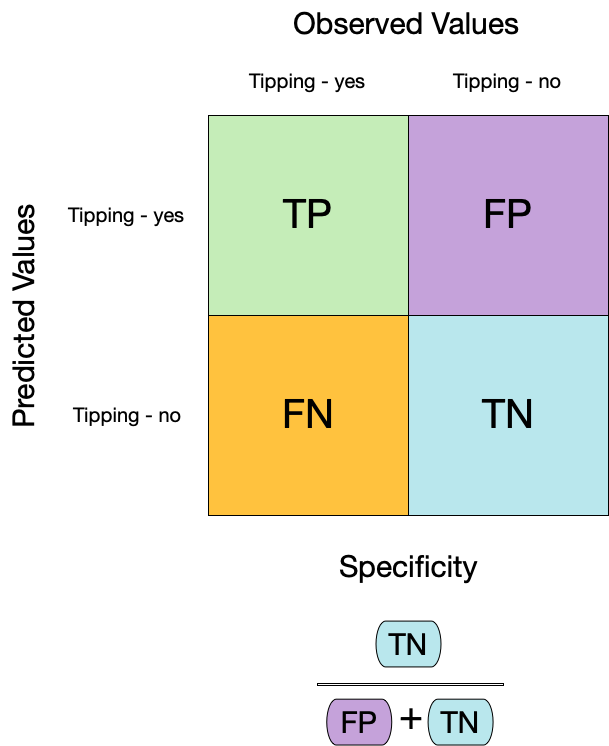 Observed Values
Tipping - yes Tipping - no
Predicted Values
Tipping - yes TP FP
Tipping - no FN TN
Specificity
TN
FP + TN